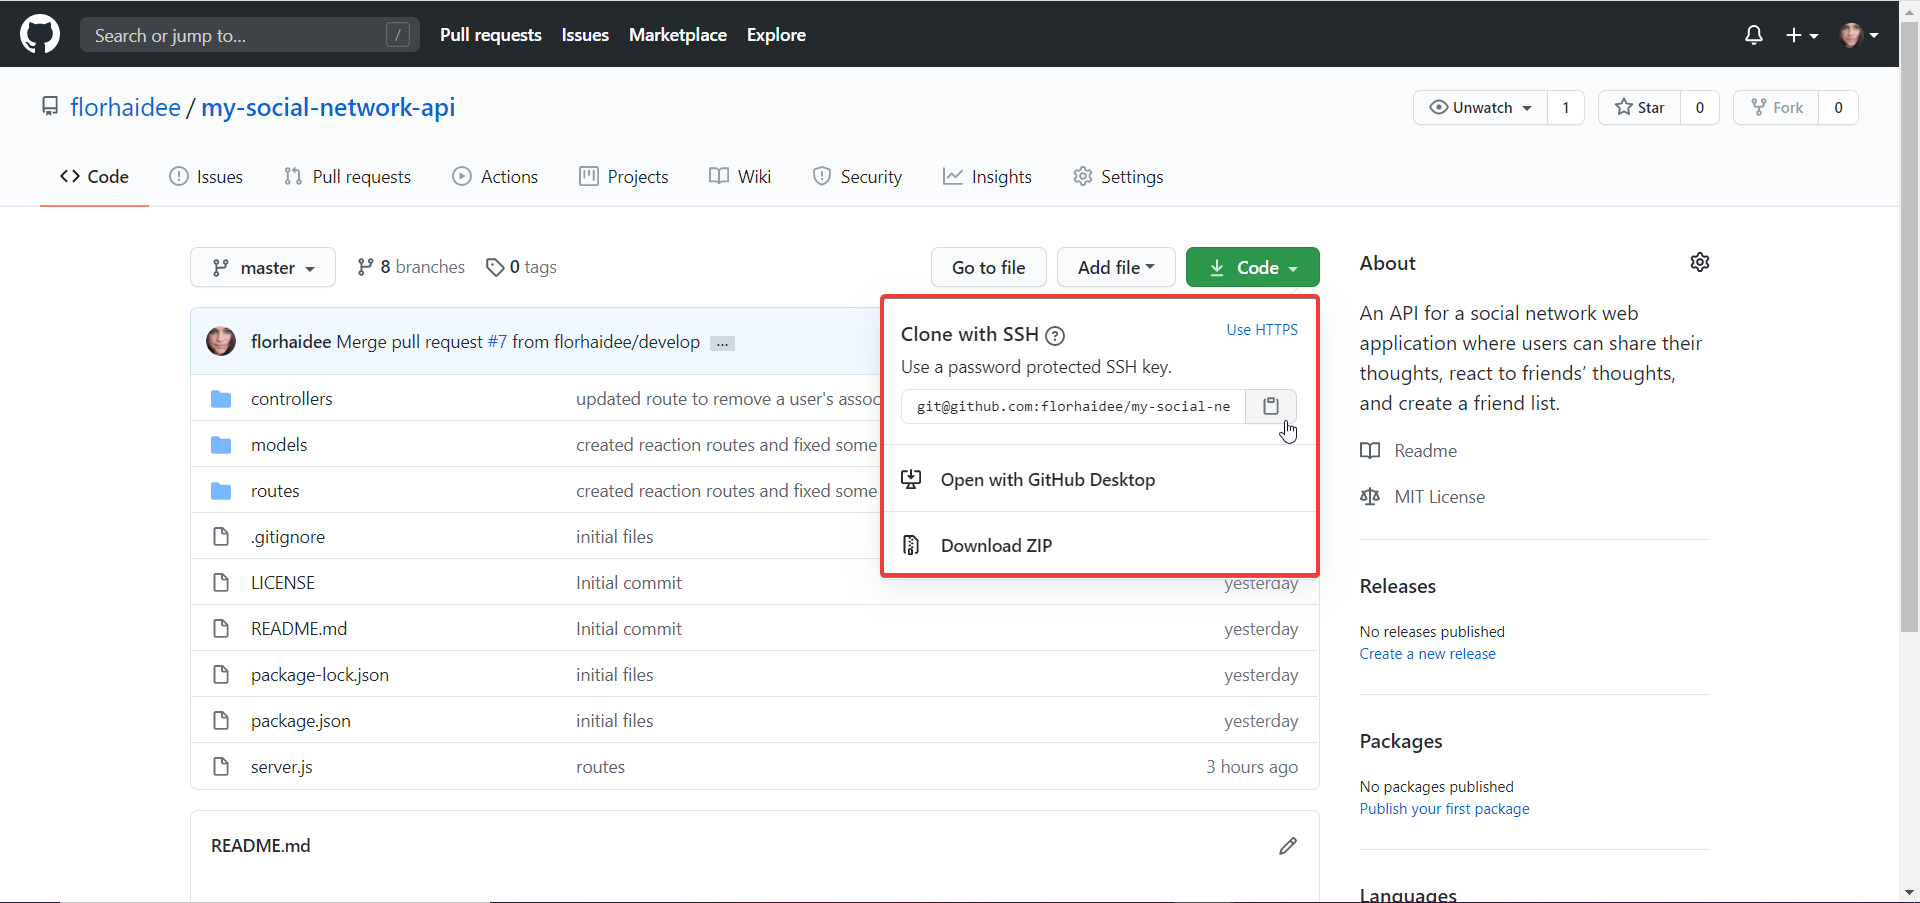 Search or jump to... /
Pull requests Issues Marketplace Explore
florhaidee / my-social-network-api
Unwatch 1 Star 0 Fork 0
Code Issues Pull requests Actions Projects Wiki Security Insights Settings
master 8 branches 0 tags Go to file Add file Code
florhaidee Merge pull request #7 from florhaidee/develop ...
controllers updated route to remove a user's assoc
models created reaction routes and fixed some
routes created reaction routes and fixed some
.gitignore initial files
LICENSE Initial commit yesterday
README.md Initial commit yesterday
package-lock.json initial files yesterday
package.json initial files yesterday
server.js routes 3 hours ago
README.md
Clone with SSH ? Use HTTPS
Use a password protected SSH key.
git@github.com:florhaidee/my-social-ne
Open with GitHub Desktop
Download ZIP
About
An API for a social network web
application where users can share their
thoughts, react to friends’ thoughts,
and create a friend list.
Readme
MIT License
Releases
No releases published
Create a new release
Packages
No packages published
Publish your first package
Languages